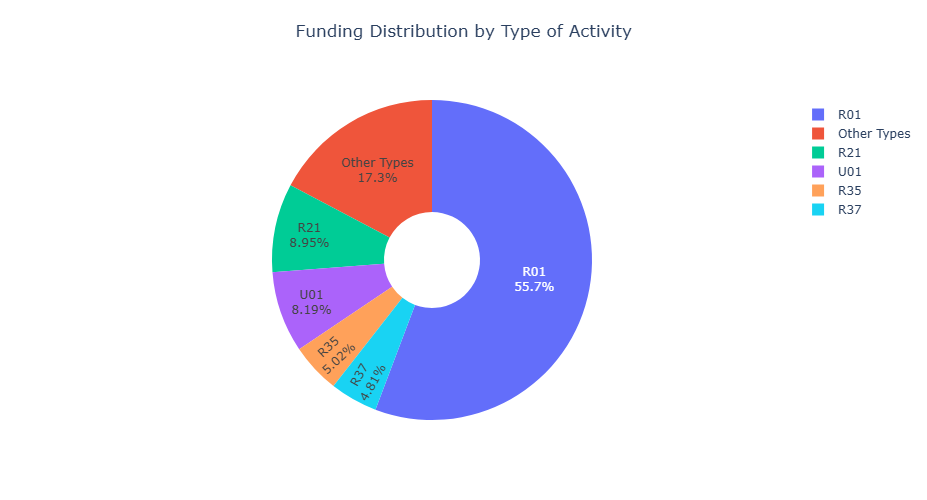 Funding Distribution by Type of Activity
R01
Other Types
R21
U01
R35
R37
Other Types
17.3%
R21
8.95%
U01
8.19%
R35
5.02%
R37
4.81%
R01
55.7%